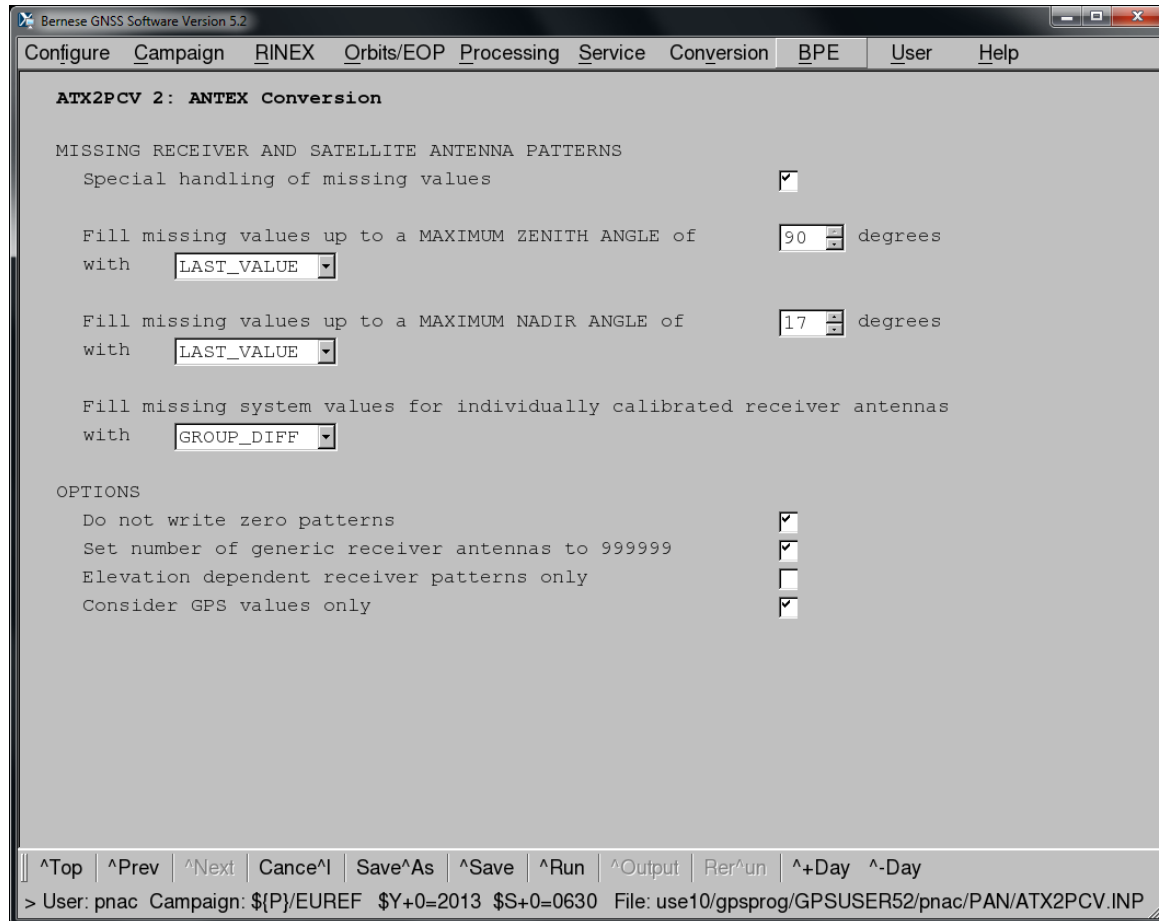 Bernese GNSS Software Version 5.2
Configure Campaign RINEX Orbits/EOP Processing Service Conversion BPE User Help
ATX2PCV 2: ANTEX Conversion
MISSING RECEIVER AND SATELLITE ANTENNA PATTERNS
Special handling of missing values
Fill missing values up to a MAXIMUM ZENITH ANGLE of 90 degrees
with LAST_VALUE
Fill missing values up to a MAXIMUM NADIR ANGLE of 17 degrees
with LAST_VALUE
Fill missing system values for individually calibrated receiver antennas
with GROUP_DIFF
OPTIONS
Do not write zero patterns
Set number of generic receiver antennas to 999999
Elevation dependent receiver patterns only
Consider GPS values only
^Top ^Prev ^Next Cance^l Save^As ^Save ^Run ^Output Rer^un ^+Day ^-Day
> User: pnac Campaign: ${P}/EUREF $Y+0=2013 $S+0=0630 File: use10/gpsprog/GPSUSER52/pnac/PAN/ATX2PCV.INP